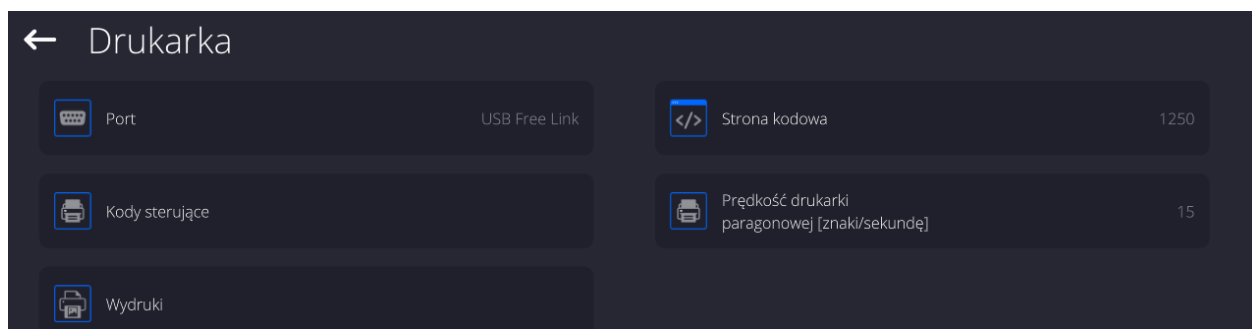 Drukarka
Port
USB Free Link
Strona kodowa
1250
Kody sterujące
Prędkość drukarki
paragonowej [znaki/sekundę]
15
Wydruki